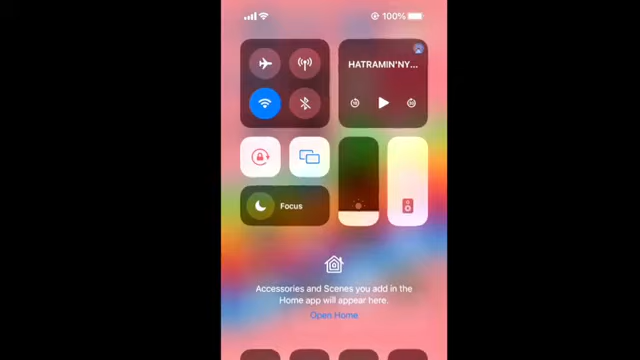 100%
HATRAMIN'NY...
Focus
Accessories and Scenes you add in the
Home app will appear here.
Open Home